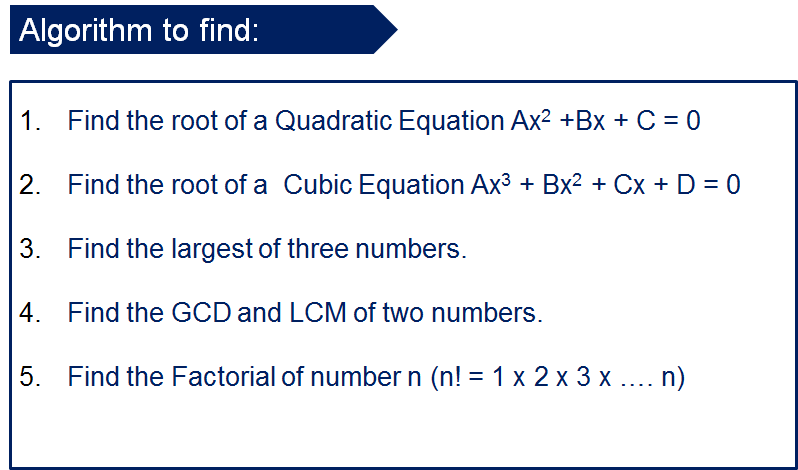 Algorithm to find:
1. Find the root of a Quadratic Equation Ax² +Bx + C = 0
2. Find the root of a  Cubic Equation Ax³ + Bx² + Cx + D = 0
3. Find the largest of three numbers.
4. Find the GCD and LCM of two numbers.
5. Find the Factorial of number n (n! = 1 x 2 x 3 x …. n)